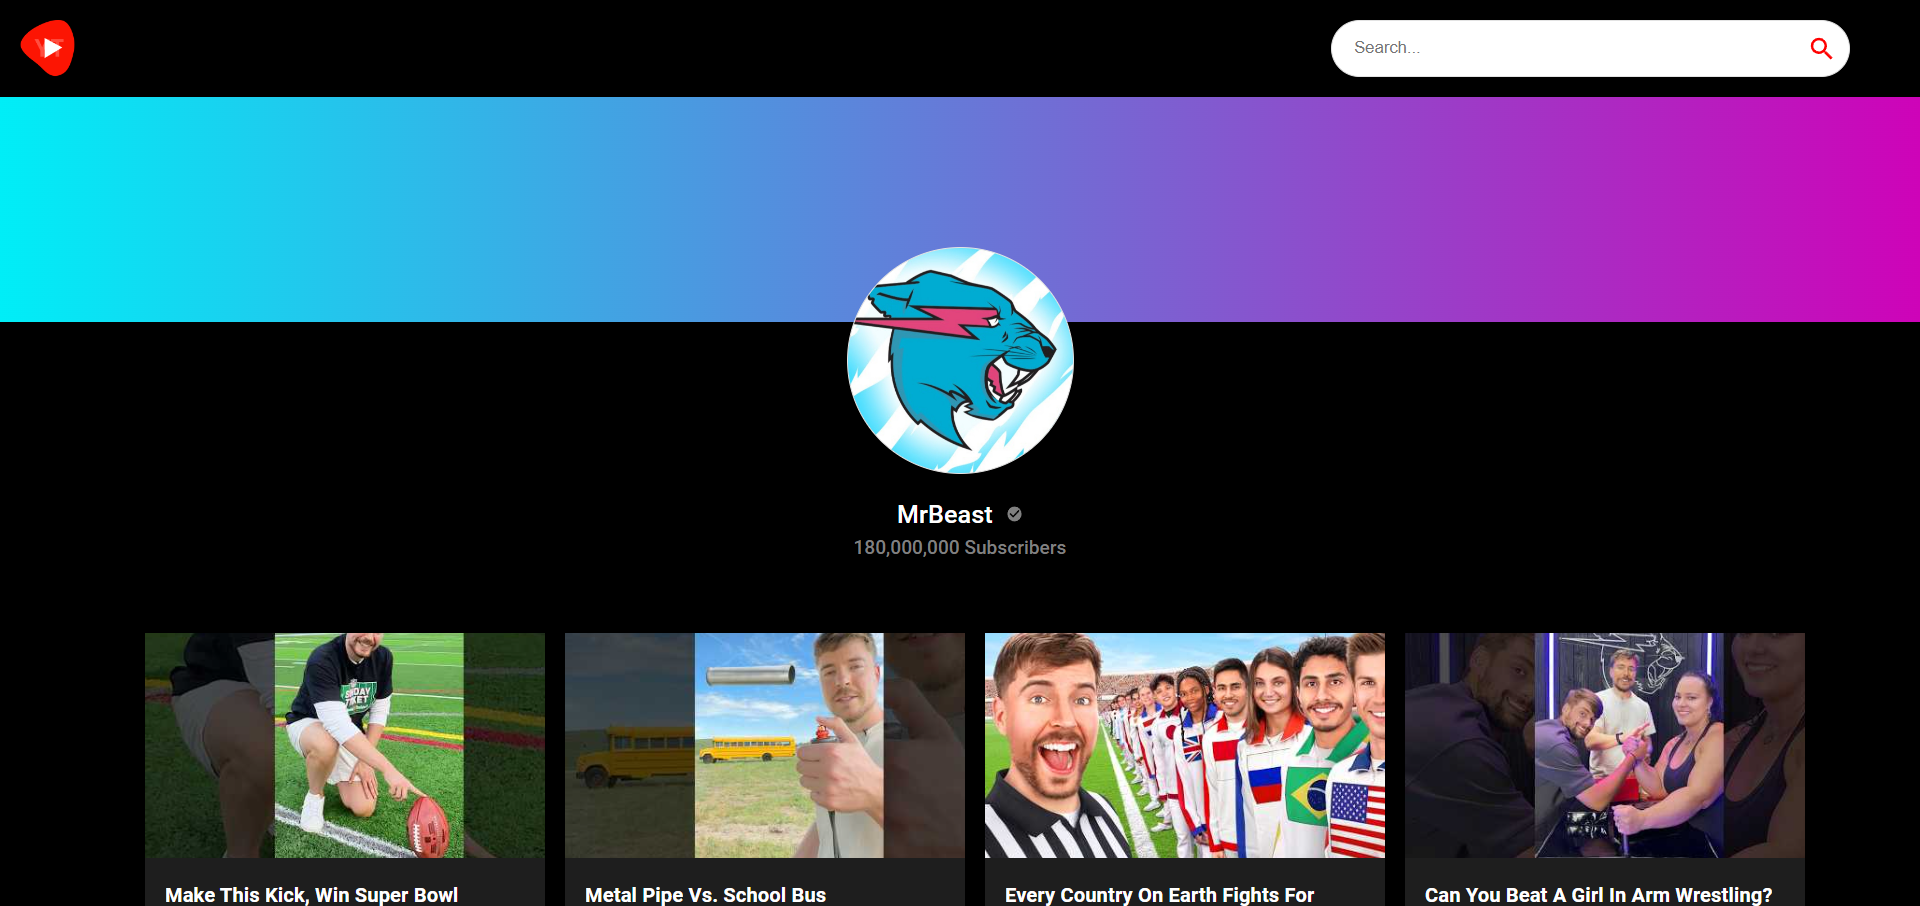 YT
Search...
MrBeast
180,000,000 Subscribers
SUNDAY
TICKET
Make This Kick, Win Super Bowl
Metal Pipe Vs. School Bus
Every Country On Earth Fights For
Can You Beat A Girl In Arm Wrestling?